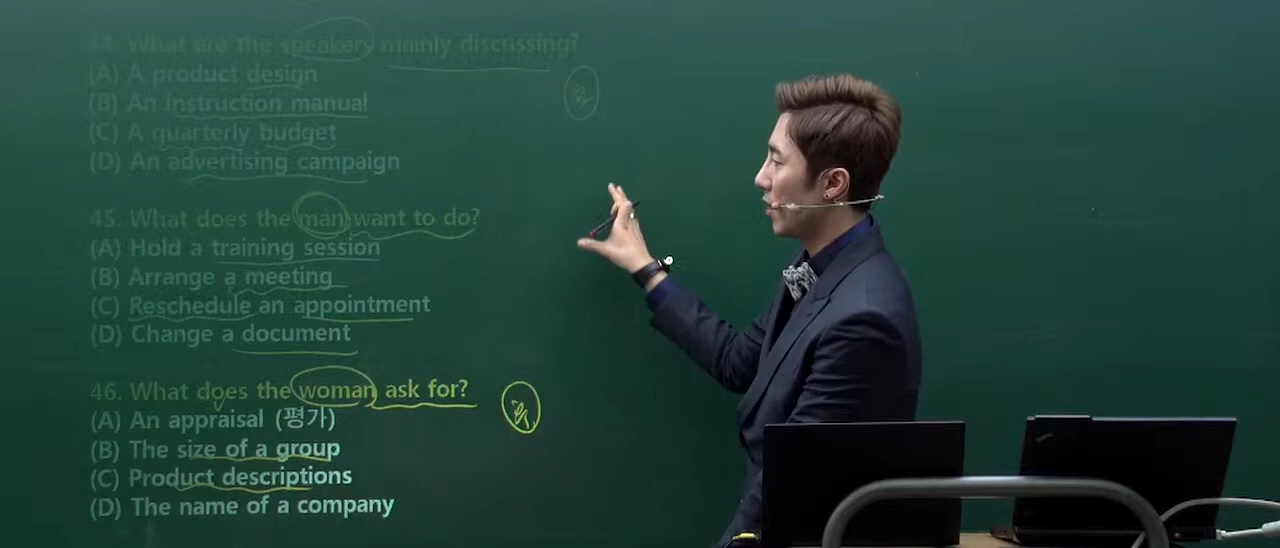 44. What are the speakers mainly discussing?
(A) A product design
(B) An instruction manual
(C) A quarterly budget
(D) An advertising campaign
45. What does the man want to do?
(A) Hold a training session
(B) Arrange a meeting
(C) Reschedule an appointment
(D) Change a document
46. What does the woman ask for?
(A) An appraisal (평가)
(B) The size of a group
(C) Product descriptions
(D) The name of a company